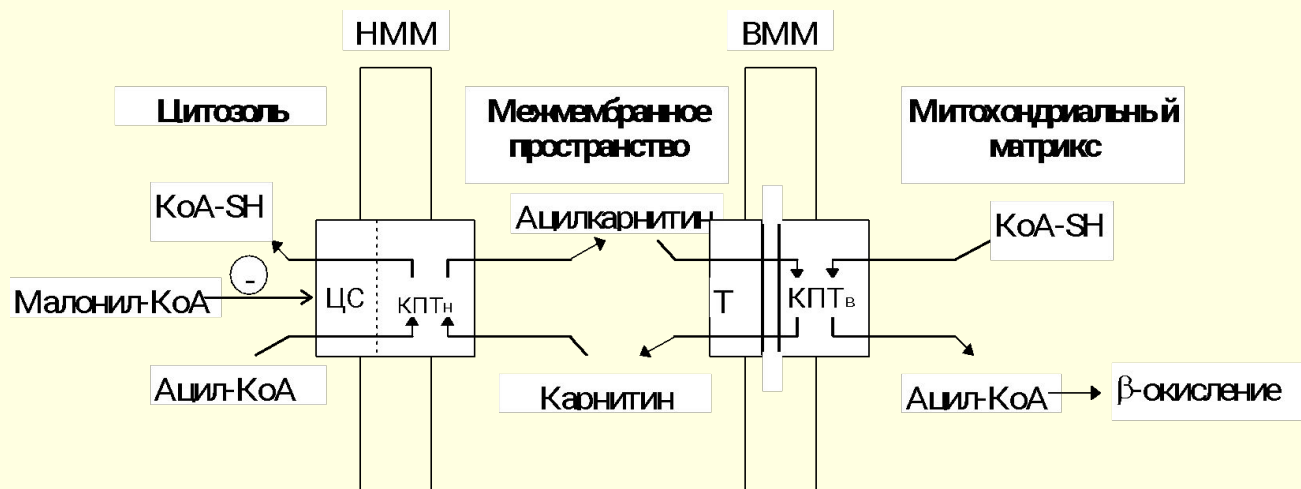 НММ
ВММ
Цитозоль
Межмембранное
пространство
Митохондриальный
матрикс
КоА-SH
Ацилкарнитин
КоА-SH
-
Малонил-КоА
ЦС
КПТн
Т
КПТв
Ацил-КоА
Карнитин
Ацил-КоА
β-окисление